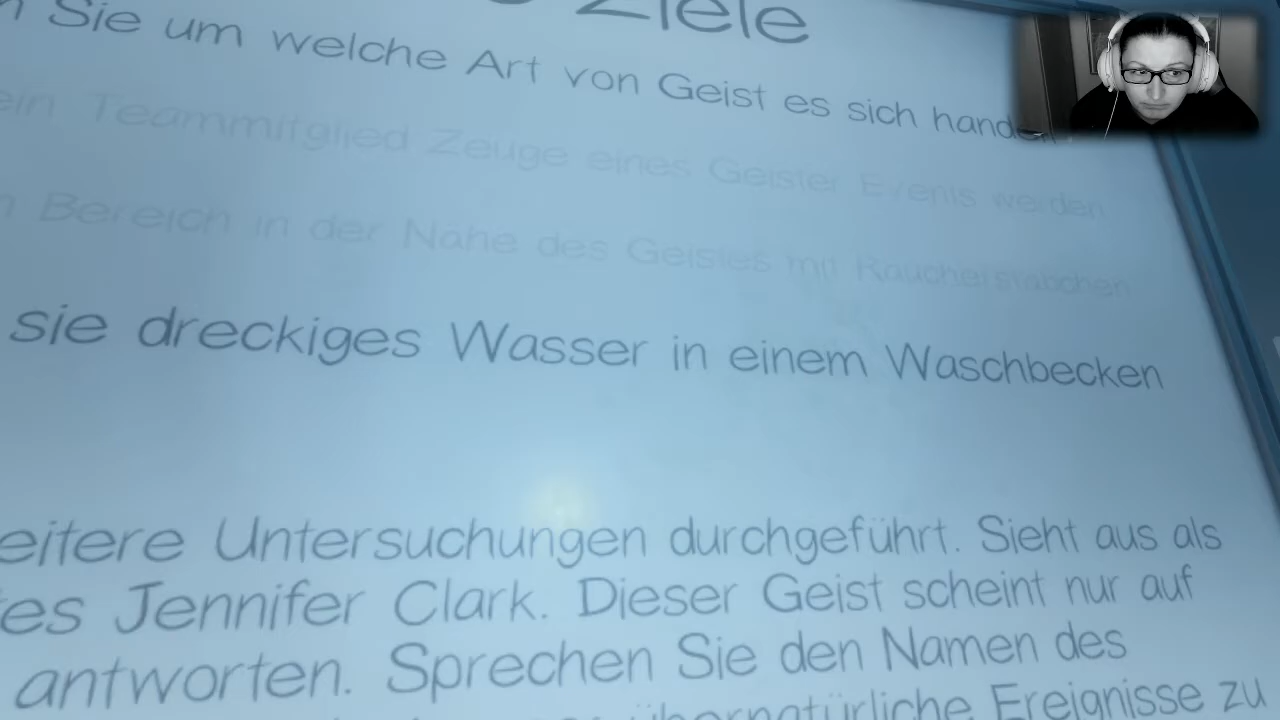 Ziele
Sie um welche Art von Geist es sich handelt
ein Teammitglied Zeuge eines Geister Events werden
Bereich in der Nähe des Geistes mit Räucherstäbchen
sie dreckiges Wasser in einem Waschbecken
eitere Untersuchungen durchgeführt. Sieht aus als
es Jennifer Clark. Dieser Geist scheint nur auf
antworten. Sprechen Sie den Namen des
übernatürliche Ereignisse zu